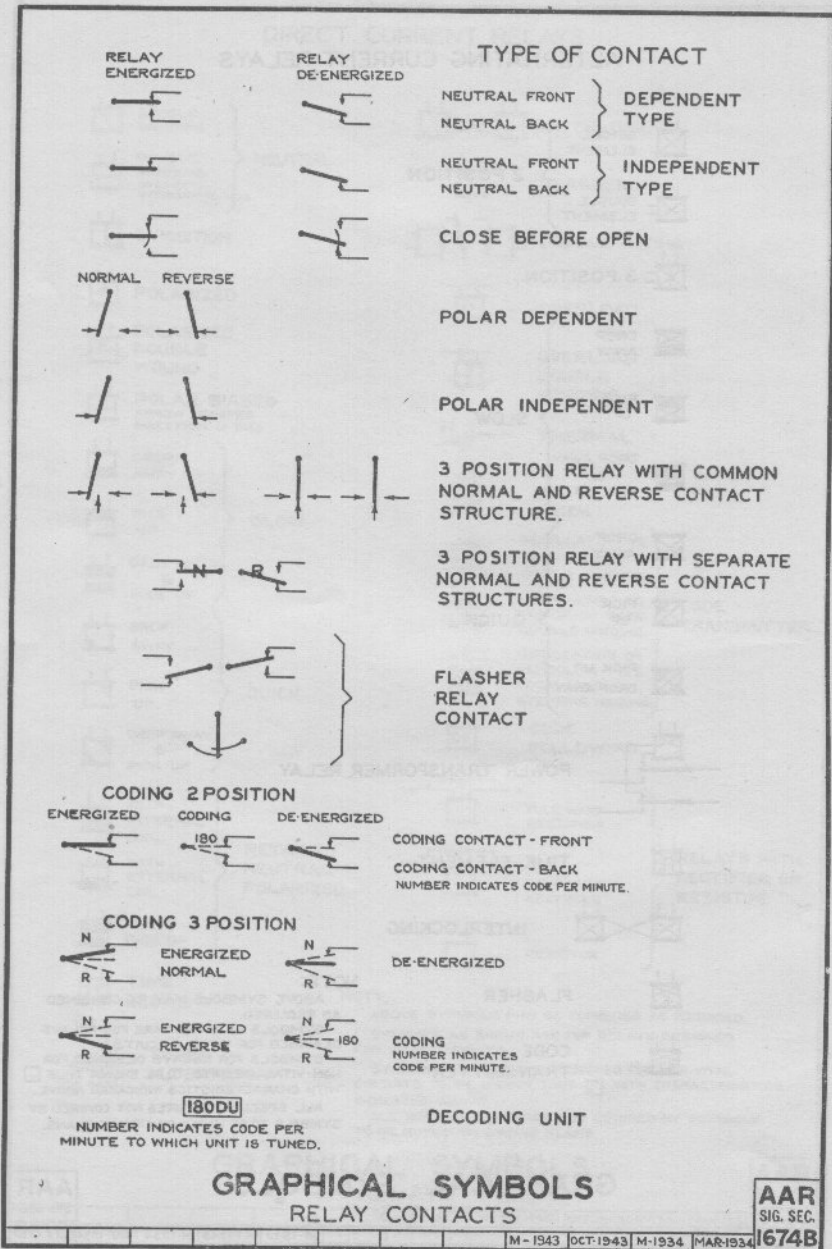 RELAY ENERGIZED
RELAY DE-ENERGIZED
TYPE OF CONTACT
NEUTRAL FRONT
NEUTRAL BACK
DEPENDENT TYPE
NEUTRAL FRONT
NEUTRAL BACK
INDEPENDENT TYPE
CLOSE BEFORE OPEN
NORMAL REVERSE
POLAR DEPENDENT
POLAR INDEPENDENT
3 POSITION RELAY WITH COMMON
NORMAL AND REVERSE CONTACT
STRUCTURE.
N R
3 POSITION RELAY WITH SEPARATE
NORMAL AND REVERSE CONTACT
STRUCTURES.
FLASHER
RELAY
CONTACT
CODING 2 POSITION
ENERGIZED CODING DE-ENERGIZED
180
CODING CONTACT - FRONT
CODING CONTACT - BACK
NUMBER INDICATES CODE PER MINUTE.
CODING 3 POSITION
N
R
ENERGIZED
NORMAL
N
R
DE-ENERGIZED
N
R
ENERGIZED
REVERSE
N
180
R
CODING
NUMBER INDICATES
CODE PER MINUTE.
180DU
NUMBER INDICATES CODE PER
MINUTE TO WHICH UNIT IS TUNED.
DECODING UNIT
GRAPHICAL SYMBOLS
RELAY CONTACTS
AAR
SIG. SEC.
1674B
M-1943 OCT-1943 M-1934 MAR-1934